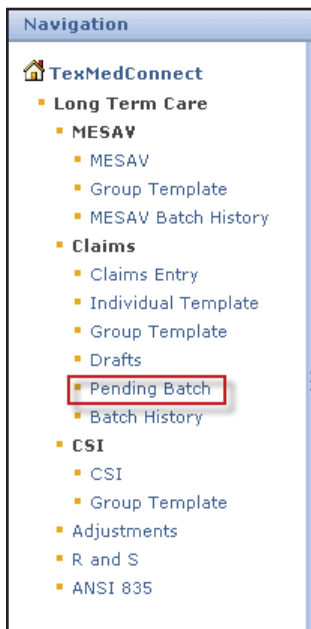 Navigation
TexMedConnect
Long Term Care
MESAV
MESAV
Group Template
MESAV Batch History
Claims
Claims Entry
Individual Template
Group Template
Drafts
Pending Batch
Batch History
CSI
CSI
Group Template
Adjustments
R and S
ANSI 835